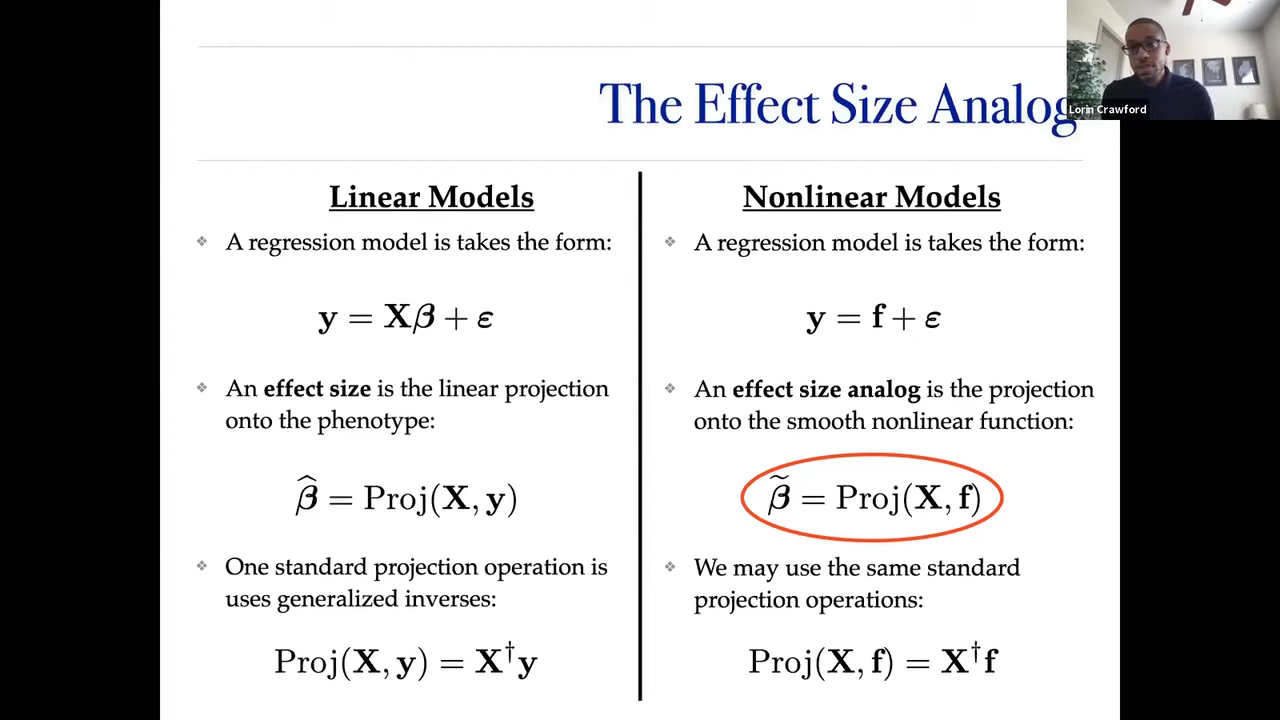 The Effect Size Analog
Lorin Crawford
Linear Models
❖ A regression model is takes the form:
y = Xβ + ε
❖ An effect size is the linear projection
onto the phenotype:
β̂ = Proj(X, y)
❖ One standard projection operation is
uses generalized inverses:
Proj(X, y) = X†y
Nonlinear Models
❖ A regression model is takes the form:
y = f + ε
❖ An effect size analog is the projection
onto the smooth nonlinear function:
β̃ = Proj(X, f)
❖ We may use the same standard
projection operations:
Proj(X, f) = X†f